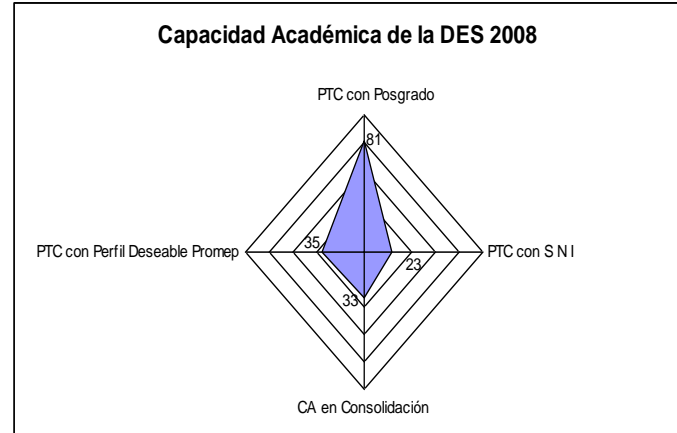 Capacidad Académica de la DES 2008
PTC con Posgrado
81
PTC con Perfil Deseable Promep
35
23
PTC con S N I
33
CA en Consolidación